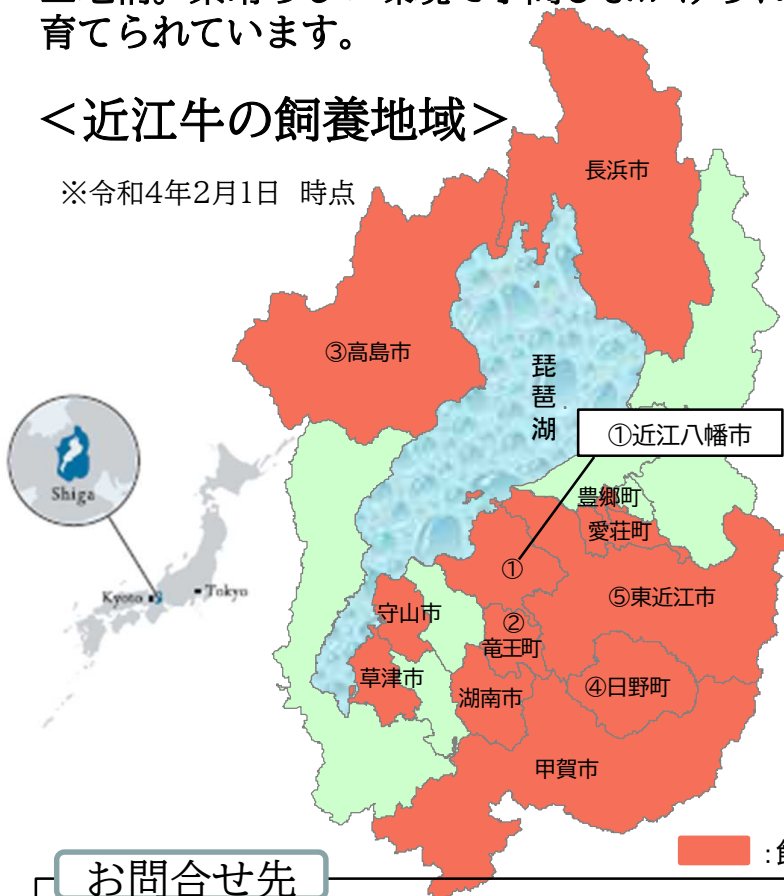 育てられています。
＜近江牛の飼養地域＞
※令和4年2月1日 時点
長浜市
③高島市
琵琶湖
①近江八幡市
豊郷町
愛荘町
Shiga
①
⑤東近江市
Kyoto
Tokyo
守山市
②
竜王町
草津市
湖南市
④日野町
甲賀市
お問合せ先